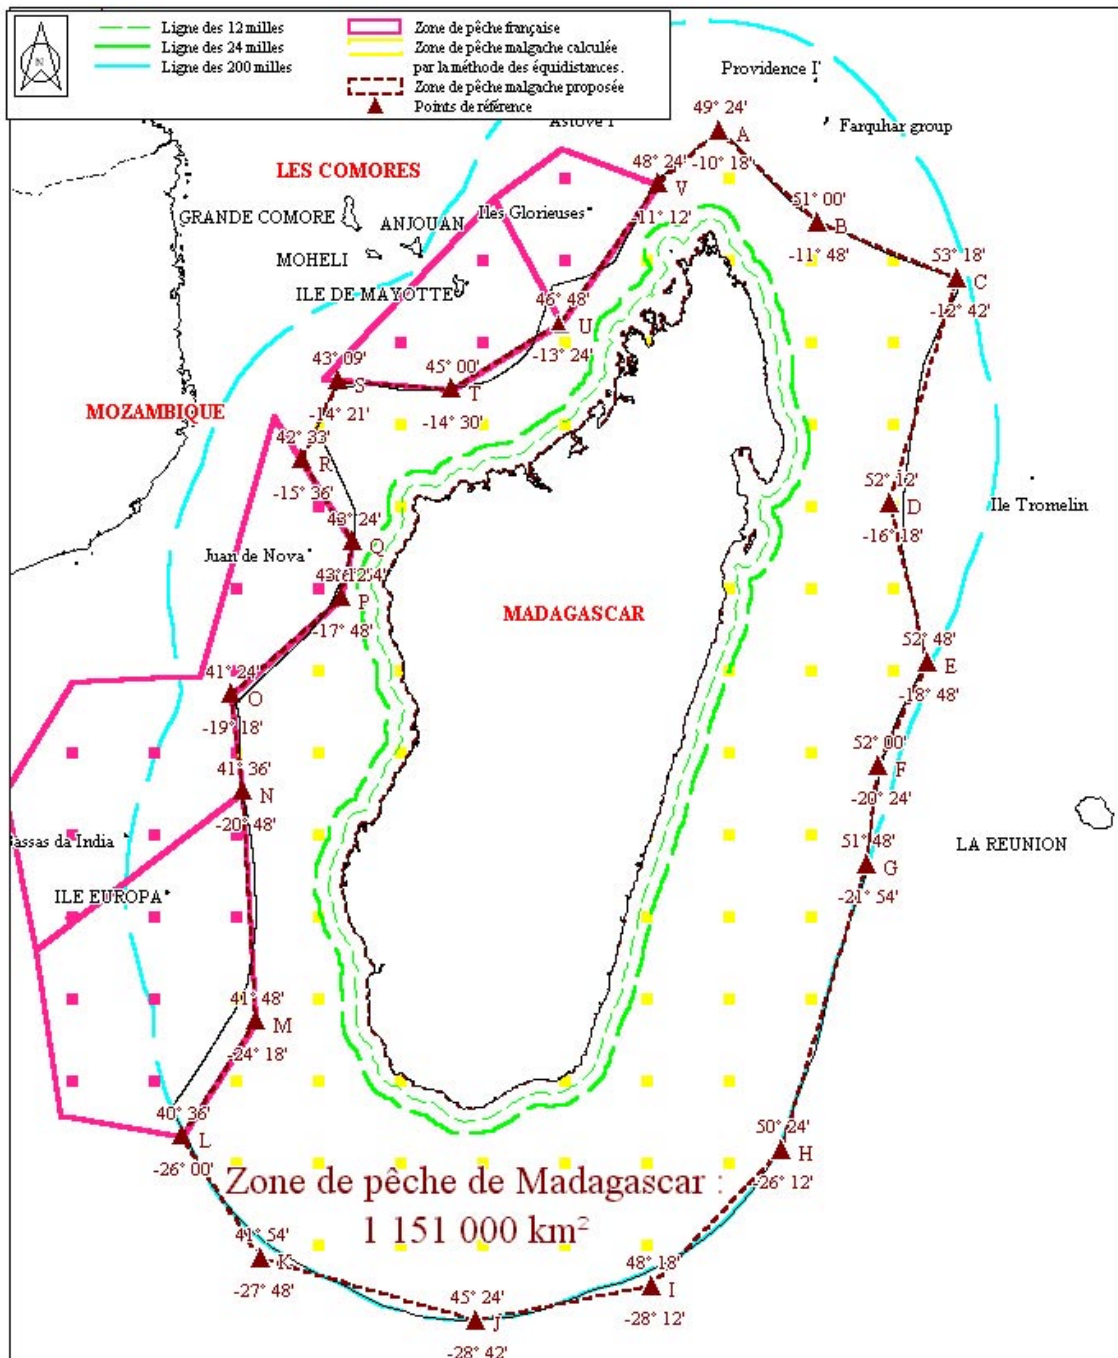 N
Ligne des 12 milles
Ligne des 24 milles
Ligne des 200 milles
Zone de pêche française
Zone de pêche malgache calculée
par la méthode des équidistances.
Zone de pêche malgache proposée
Points de référence
Providence I
Astove I
49° 24'
A
-10° 18'
Farquhar group
LES COMORES
48° 24'
V
-11° 12'
51° 00'
B
-11° 48'
GRANDE COMORE
ANJOUAN
Iles Glorieuses
MOHELI
53° 18'
C
-12° 42'
ILE DE MAYOTTE
46° 48'
U
-13° 24'
43° 09'
S
-14° 21'
45° 00'
T
-14° 30'
MOZAMBIQUE
42° 33'
R
-15° 36'
52° 12'
D
-16° 18'
Ile Tromelin
43° 24'
Q
Juan de Nova
P
-17° 48'
MADAGASCAR
52° 48'
E
-18° 48'
41° 24'
O
-19° 18'
52° 00'
F
-20° 24'
41° 36'
N
-20° 48'
Bassas da India
51° 48'
G
-21° 54'
LA REUNION
ILE EUROPA
41° 48'
M
-24° 18'
40° 36'
L
-26° 00'
50° 24'
H
-26° 12'
Zone de pêche de Madagascar :
1 151 000 km²
41° 54'
K
-27° 48'
48° 18'
I
-28° 12'
45° 24'
J
-28° 42'